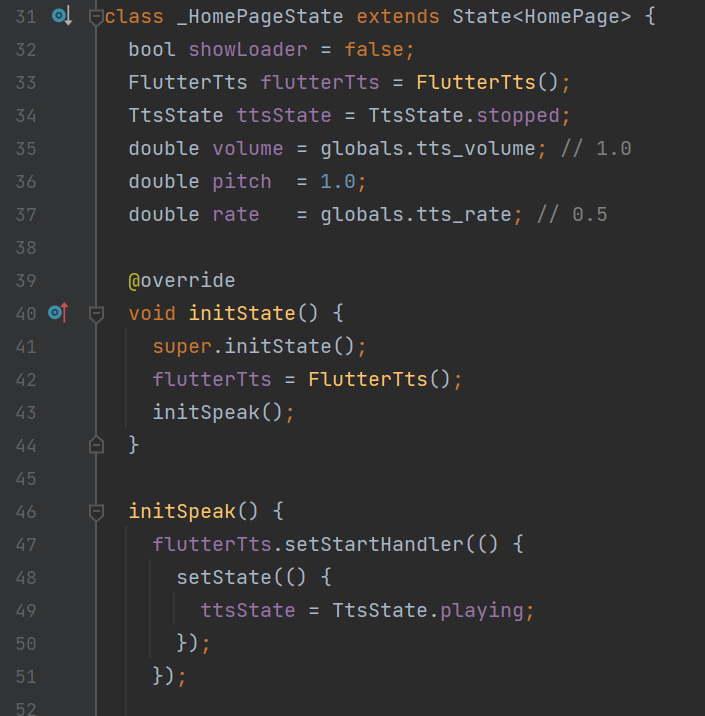 31 class _HomePageState extends State<HomePage> {
32   bool showLoader = false;
33   FlutterTts flutterTts = FlutterTts();
34   TtsState ttsState = TtsState.stopped;
35   double volume = globals.tts_volume; // 1.0
36   double pitch  = 1.0;
37   double rate   = globals.tts_rate; // 0.5
38
39   @override
40   void initState() {
41     super.initState();
42     flutterTts = FlutterTts();
43     initSpeak();
44   }
45
46   initSpeak() {
47     flutterTts.setStartHandler(() {
48       setState(() {
49         ttsState = TtsState.playing;
50       });
51     });
52